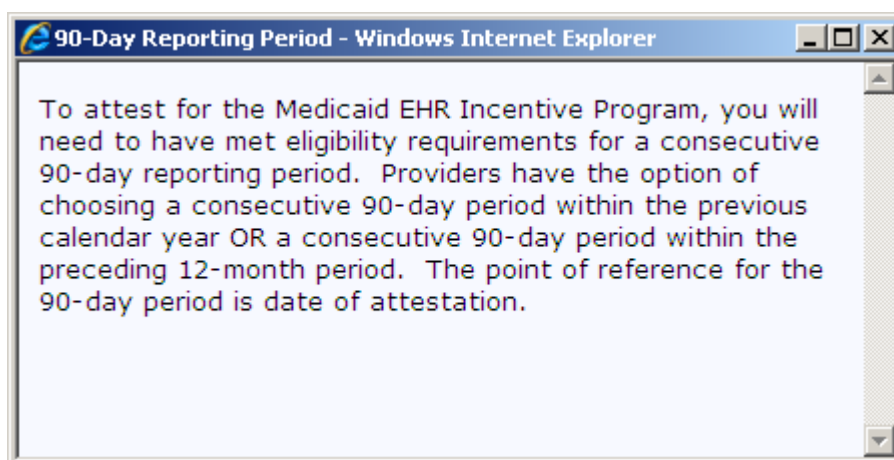 90-Day Reporting Period - Windows Internet Explorer
To attest for the Medicaid EHR Incentive Program, you will
need to have met eligibility requirements for a consecutive
90-day reporting period.  Providers have the option of
choosing a consecutive 90-day period within the previous
calendar year OR a consecutive 90-day period within the
preceding 12-month period.  The point of reference for the
90-day period is date of attestation.